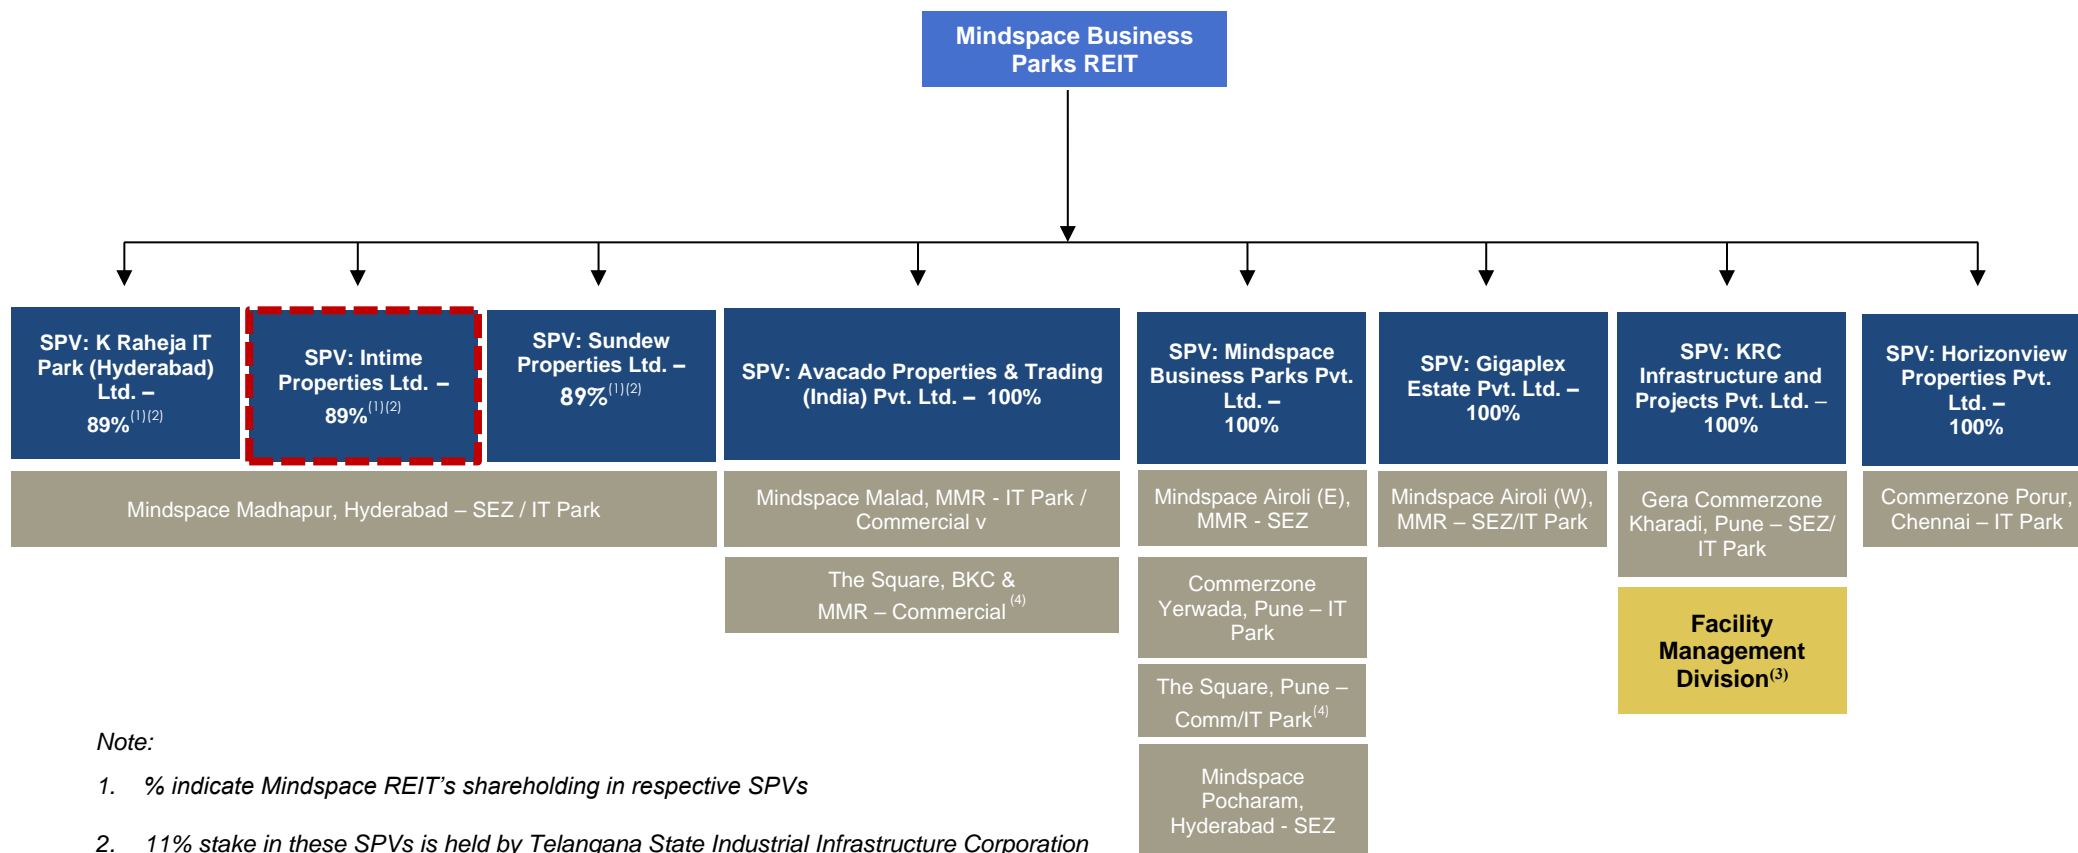 Mindspace Business
Parks REIT
SPV: K Raheja IT
Park (Hyderabad)
Ltd. –
89%(1)(2)
SPV: Intime
Properties Ltd. –
89%(1)(2)
SPV: Sundew
Properties Ltd. –
89%(1)(2)
SPV: Avacado Properties & Trading
(India) Pvt. Ltd. – 100%
SPV: Mindspace
Business Parks Pvt.
Ltd. –
100%
SPV: Gigaplex
Estate Pvt. Ltd. –
100%
SPV: KRC
Infrastructure and
Projects Pvt. Ltd. –
100%
SPV: Horizonview
Properties Pvt.
Ltd. –
100%
Mindspace Madhapur, Hyderabad – SEZ / IT Park
Mindspace Malad, MMR - IT Park /
Commercial v
The Square, BKC &
MMR – Commercial (4)
Mindspace Airoli (E),
MMR - SEZ
Commerzone
Yerwada, Pune – IT
Park
The Square, Pune –
Comm/IT Park(4)
Mindspace
Pocharam,
Hyderabad - SEZ
Mindspace Airoli (W),
MMR – SEZ/IT Park
Gera Commerzone
Kharadi, Pune – SEZ/
IT Park
Facility
Management
Division(3)
Commerzone Porur,
Chennai – IT Park
Note:
1. % indicate Mindspace REIT's shareholding in respective SPVs
2. 11% stake in these SPVs is held by Telangana State Industrial Infrastructure Corporation